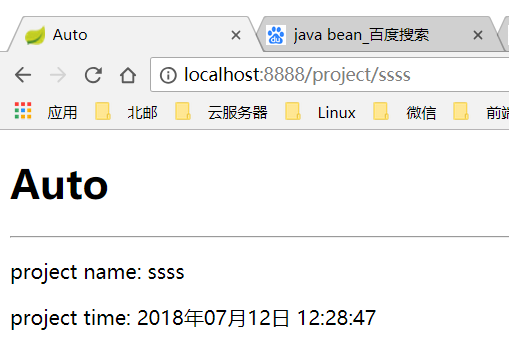 Auto java bean_百度搜索
localhost:8888/project/ssss
应用 北邮 云服务器 Linux 微信 前端
Auto
project name: ssss
project time: 2018年07月12日 12:28:47